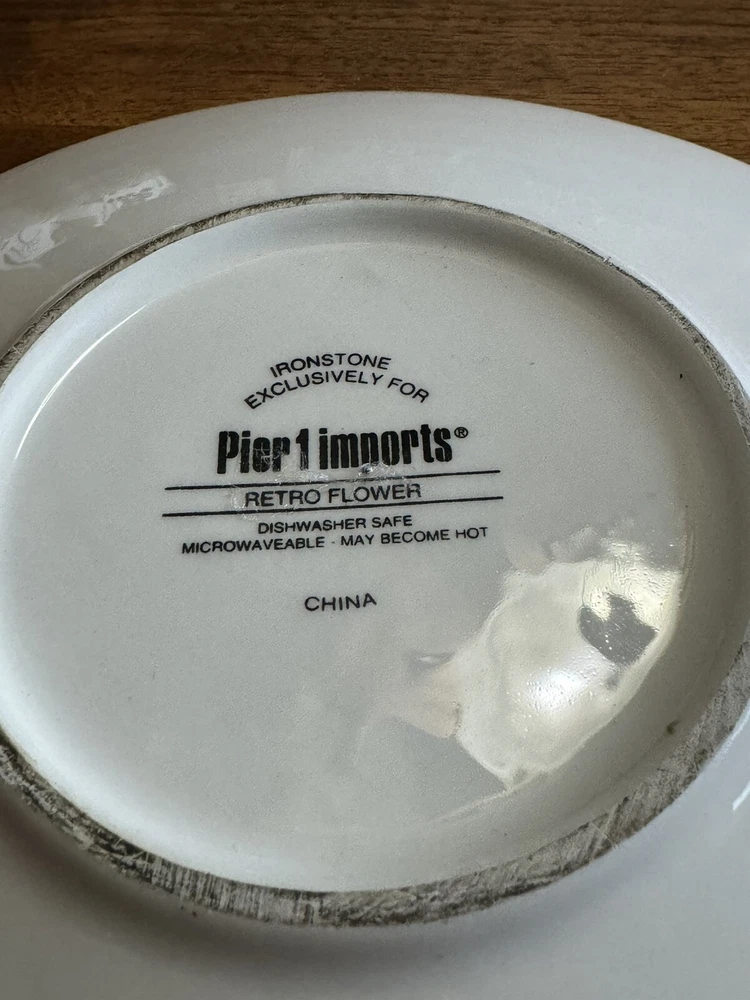 IRONSTONE
EXCLUSIVELY FOR
Pier 1 imports®
RETRO FLOWER
DISHWASHER SAFE
MICROWAVEABLE - MAY BECOME HOT
CHINA